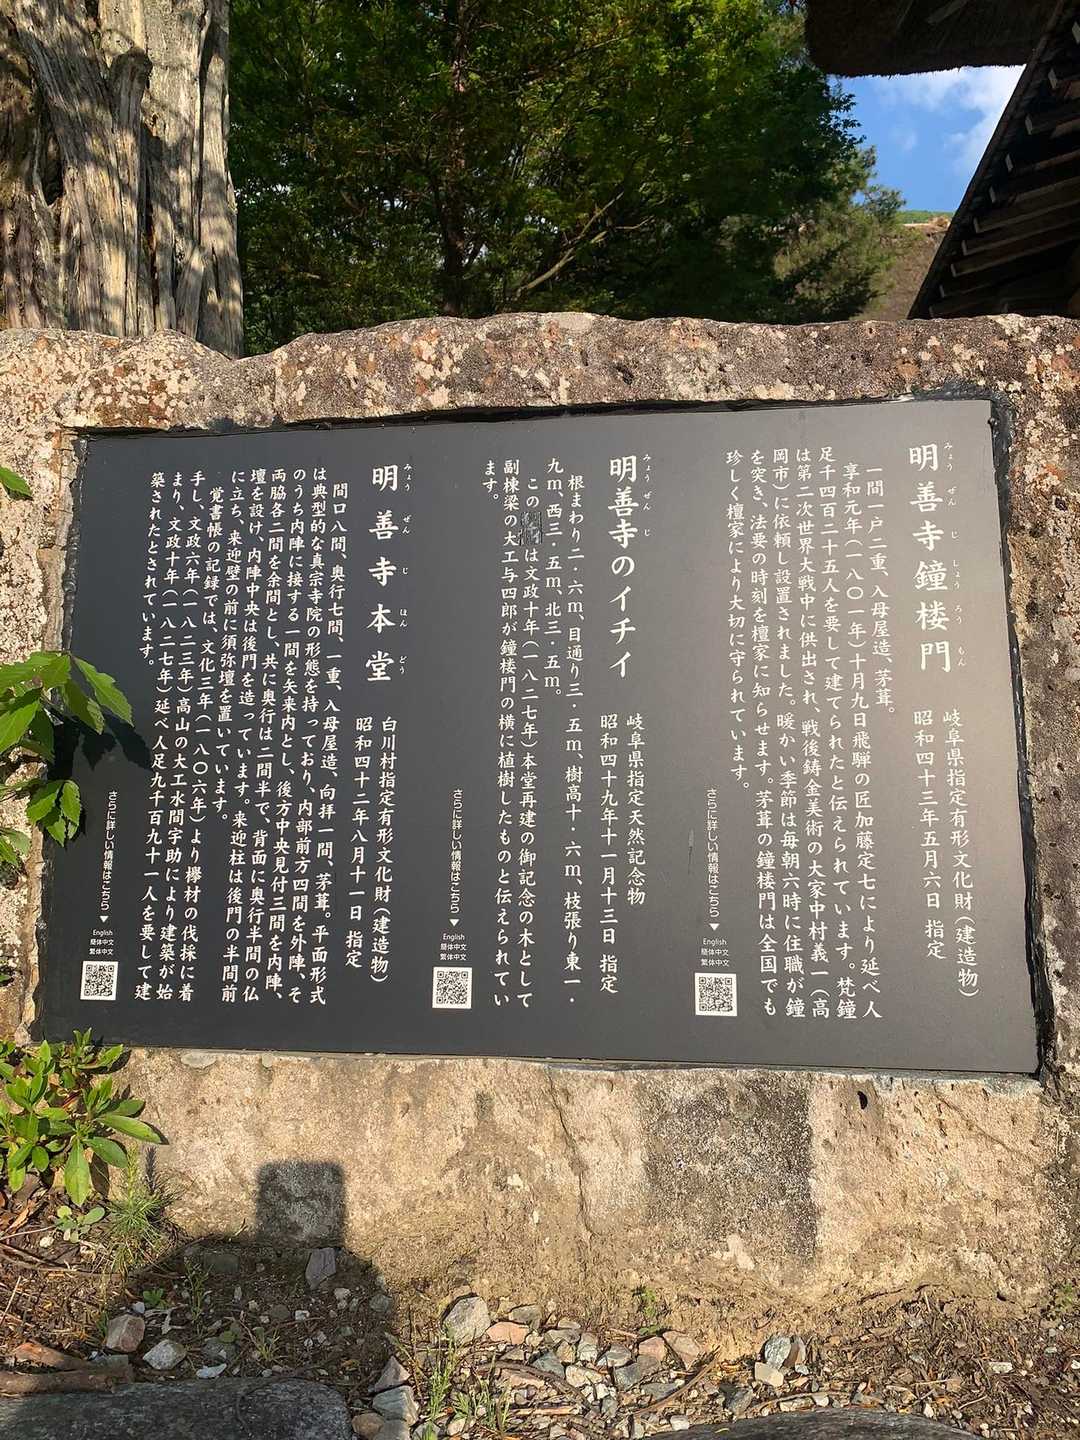 明善寺鐘楼門
みょうぜんじしょうろうもん
岐阜県指定有形文化財(建造物)
昭和四十三年五月六日 指定
一間一戸二重、入母屋造、茅葺。
享和元年(一八〇一年)十月九日飛騨の匠加藤定七により延べ人
足千四百二十五人を要して建てられたと伝えられています。梵鐘
は第二次世界大戦中に供出され、戦後鋳金美術の大家中村義一(高
岡市)に依頼し設置されました。暖かい季節は毎朝六時に住職が鐘
を突き、法要の時刻を檀家に知らせます。茅葺の鐘楼門は全国でも
珍しく檀家により大切に守られています。
さらに詳しい情報はこちら▼
English
簡体中文
繁体中文
明善寺のイチイ
みょうぜんじ
岐阜県指定天然記念物
昭和四十九年十一月十三日 指定
根まわり二・六m、目通り三・五m、樹高十・六m、枝張り東一・
九m、西三・五m、北三・五m。
この は文政十年(一八二七年)本堂再建の御記念の木として
副棟梁の大工与四郎が鐘楼門の横に植樹したものと伝えられてい
ます。
さらに詳しい情報はこちら▼
English
簡体中文
繁体中文
明善寺本堂
みょうぜんじほんどう
白川村指定有形文化財(建造物)
昭和四十二年八月十一日 指定
間口八間、奥行七間、一重、入母屋造、向拝一間、茅葺。平面形式
は典型的な真宗寺院の形態を持っており、内部前方四間を外陣、そ
のうち内陣に接する一間を矢来内とし、後方中央見付三間を内陣、
両脇各二間を余間とし、共に奥行は二間半で、背面に奥行半間の仏
壇を設け、内陣中央は後門を造っています。来迎柱は後門の半間前
に立ち、来迎壁の前に須弥壇を置いています。
覚書帳の記録では、文化三年(一八〇六年)より欅材の伐採に着
手し、文政六年(一八二三年)高山の大工水間宇助により建築が始
まり、文政十年(一八二七年)延べ人足九千百九十一人を要して建
築されたとされています。
さらに詳しい情報はこちら▼
English
簡体中文
繁体中文